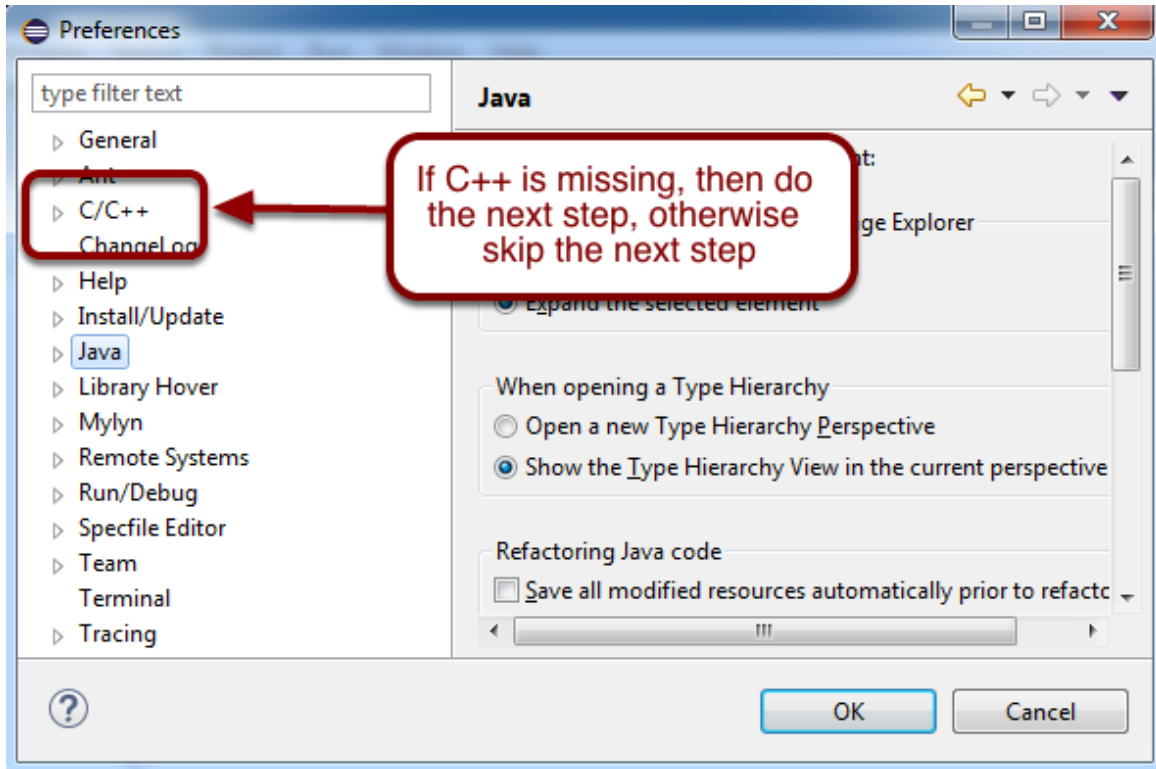 Preferences
type filter text
General
Ant
C/C++
ChangeLog
Help
Install/Update
Java
Library Hover
Mylyn
Remote Systems
Run/Debug
Specfile Editor
Team
Terminal
Tracing
Java
If C++ is missing, then do
the next step, otherwise
skip the next step
Explorer
Expand the selected element
When opening a Type Hierarchy
Open a new Type Hierarchy Perspective
Show the Type Hierarchy View in the current perspective
Refactoring Java code
Save all modified resources automatically prior to refacto
OK
Cancel